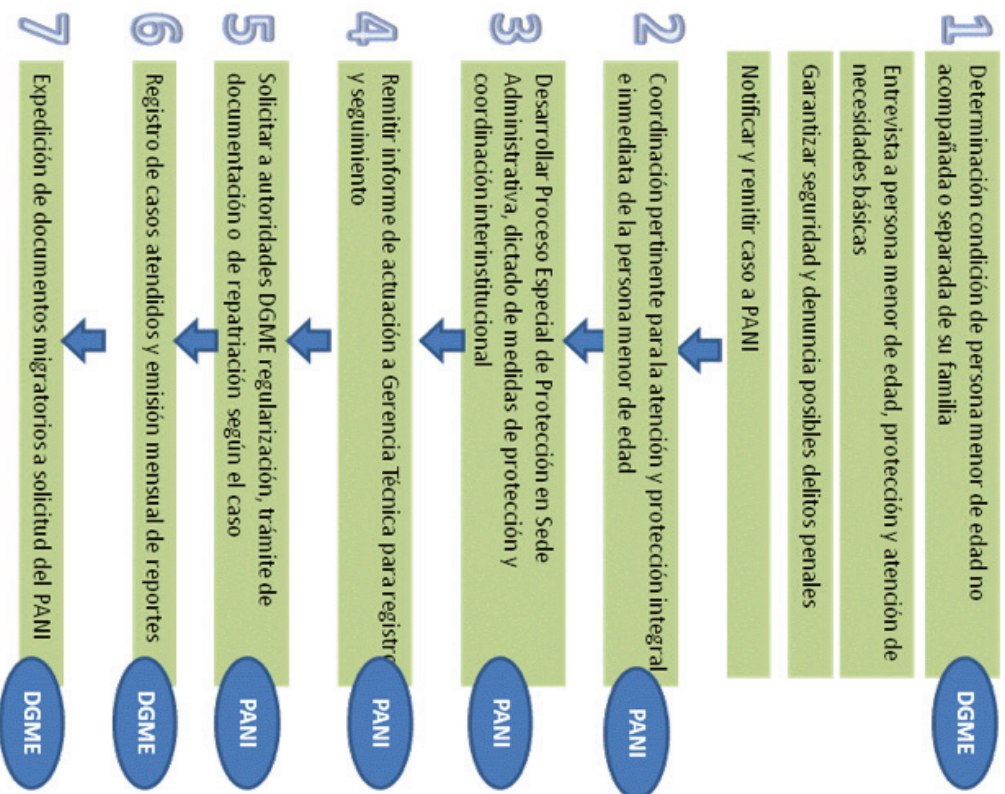 1
Determinación condición de persona menor de edad no
acompañada o separada de su familia
DGME
Entrevista a persona menor de edad, protección y atención de
necesidades básicas
Garantizar seguridad y denuncia posibles delitos penales
Notificar y remitir caso a PANI
2
Coordinación pertinente para la atención y protección integral
e inmediata de la persona menor de edad
PANI
3
Desarrollar Proceso Especial de Protección en Sede
Administrativa, dictado de medidas de protección y
coordinación interinstitucional
PANI
4
Remitir informe de actuación a Gerencia Técnica para registro
y seguimiento
PANI
5
Solicitar a autoridades DGME regularización, trámite de
documentación o de repatriación según el caso
PANI
6
Registro de casos atendidos y emisión mensual de reportes
DGME
7
Expedición de documentos migratorios a solicitud del PANI
DGME